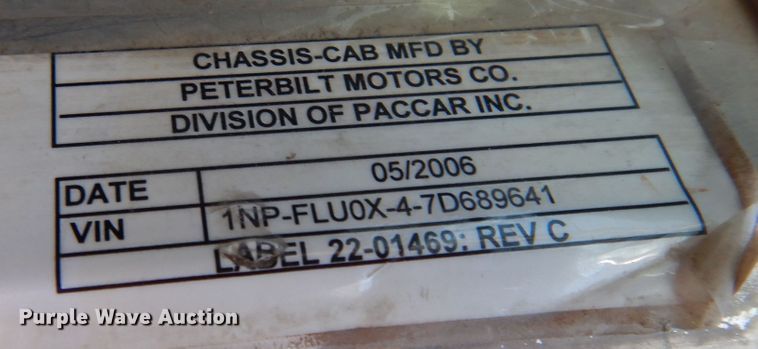 CHASSIS-CAB MFD BY
PETERBILT MOTORS CO.
DIVISION OF PACCAR INC.
DATE 05/2006
VIN 1NP-FLU0X-4-7D689641
LABEL 22-01469: REV C
Purple Wave Auction